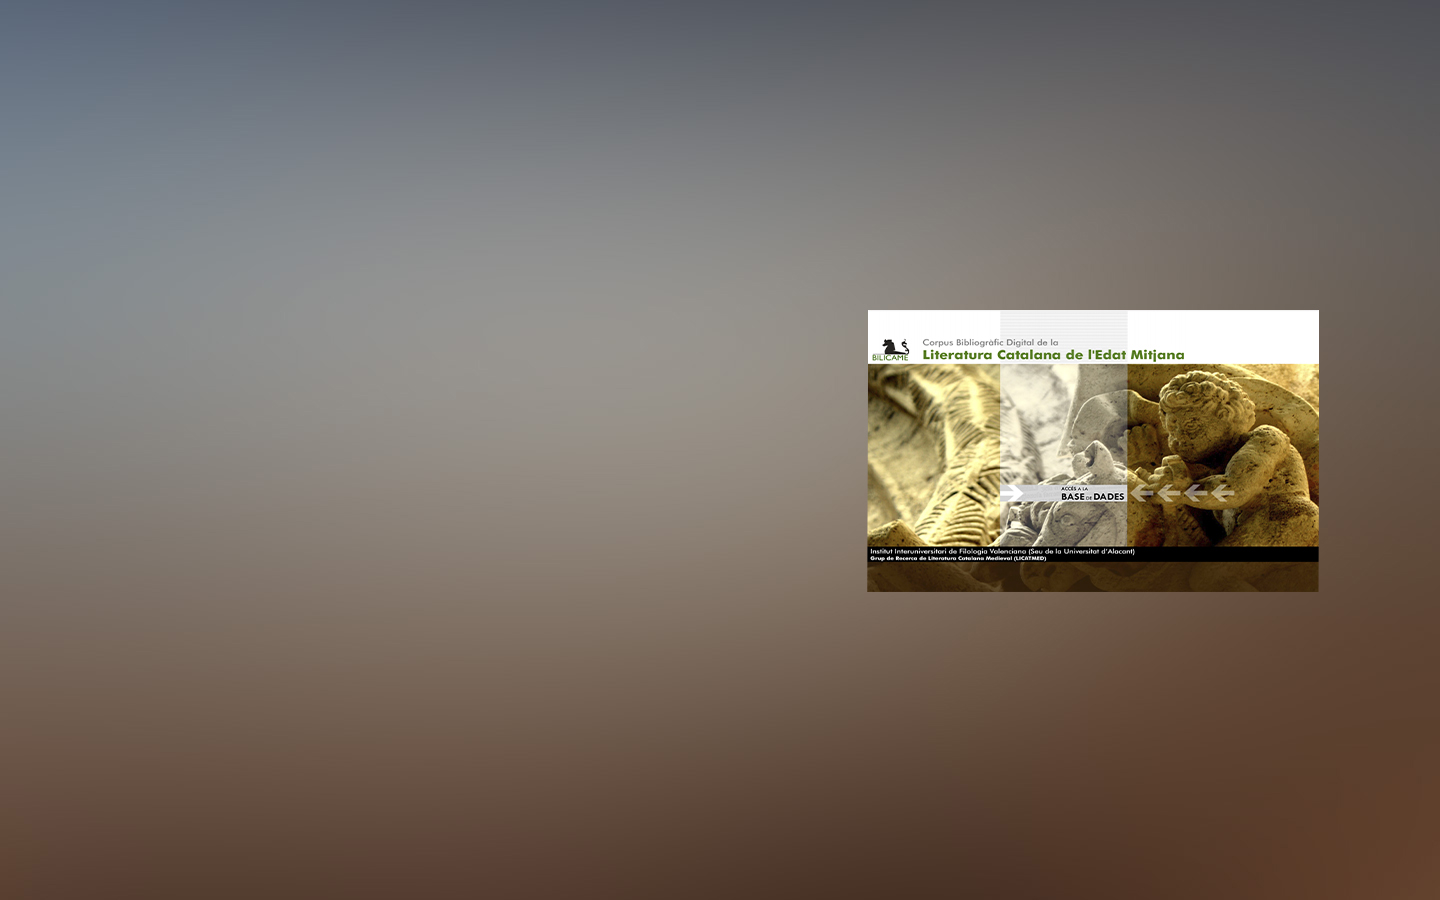 BILICAME
Corpus Bibliogràfic Digital de la
Literatura Catalana de l'Edat Mitjana
ACCÉS A LA
BASE DE DADES
Institut Interuniversitari de Filologia Valenciana (Seu de la Universitat d'Alacant)
Grup de Recerca de Literatura Catalana Medieval (LICATMED)